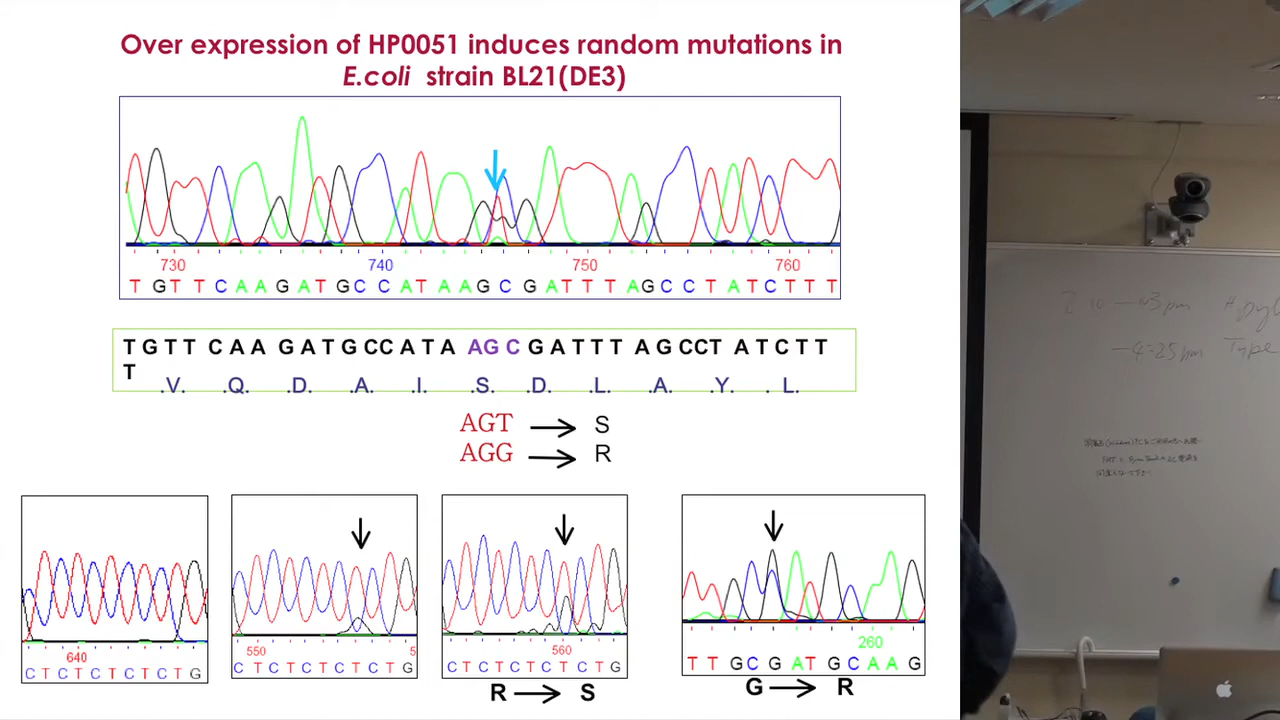 Over expression of HP0051 induces random mutations in
E.coli strain BL21(DE3)
730 740 750 760
T G T T C A A G A T G C C A T A A G C G A T T T A G C C T A T C T T T
T G T T C A A G A T G C C A T A A G C G A T T T A G C C T A T C T T
T
.V. .Q. .D. .A. .I. .S. .D. .L. .A. .Y. . L.
AGT → S
AGG → R
640
C T C T C T C T C T G
550 5
C T C T C T C T C T G
560
C T C T C T C T C T G
260
T T G C G A T G C A A G
R → S
G → R